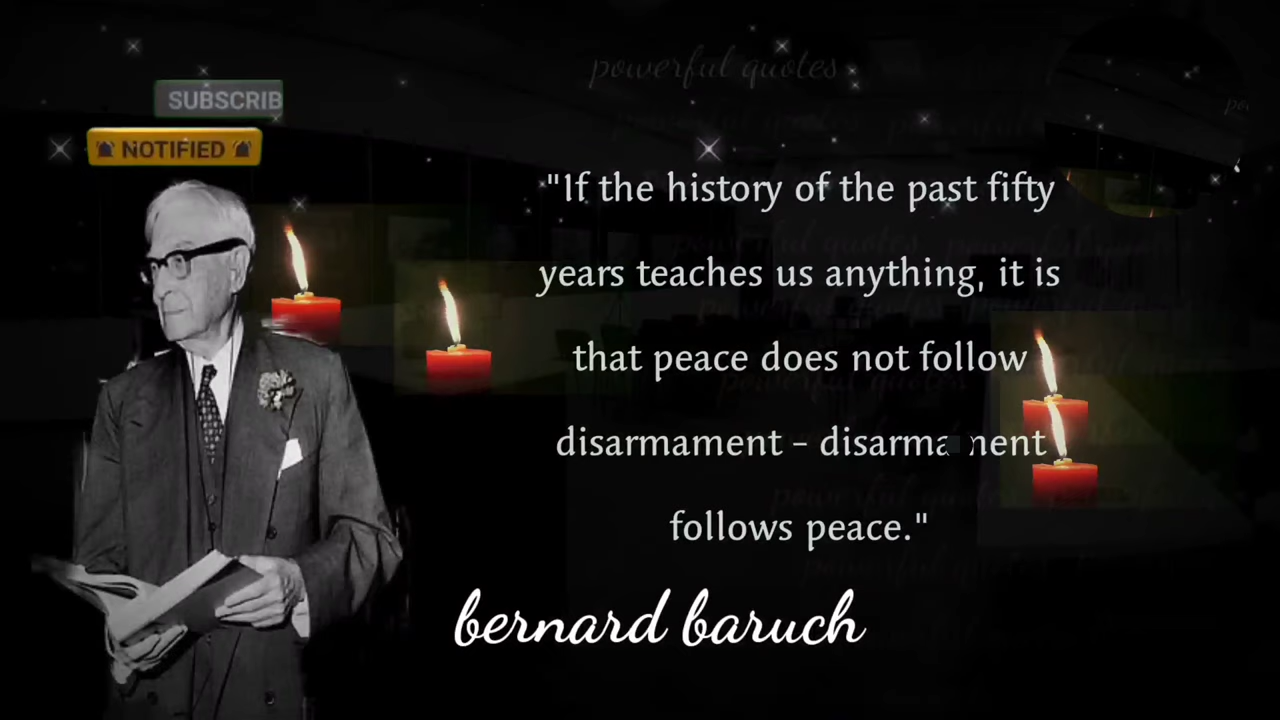 powerful quotes
SUBSCRIB
NOTIFIED
"If the history of the past fifty
years teaches us anything, it is
that peace does not follow
disarmament – disarmament
follows peace."
bernard baruch